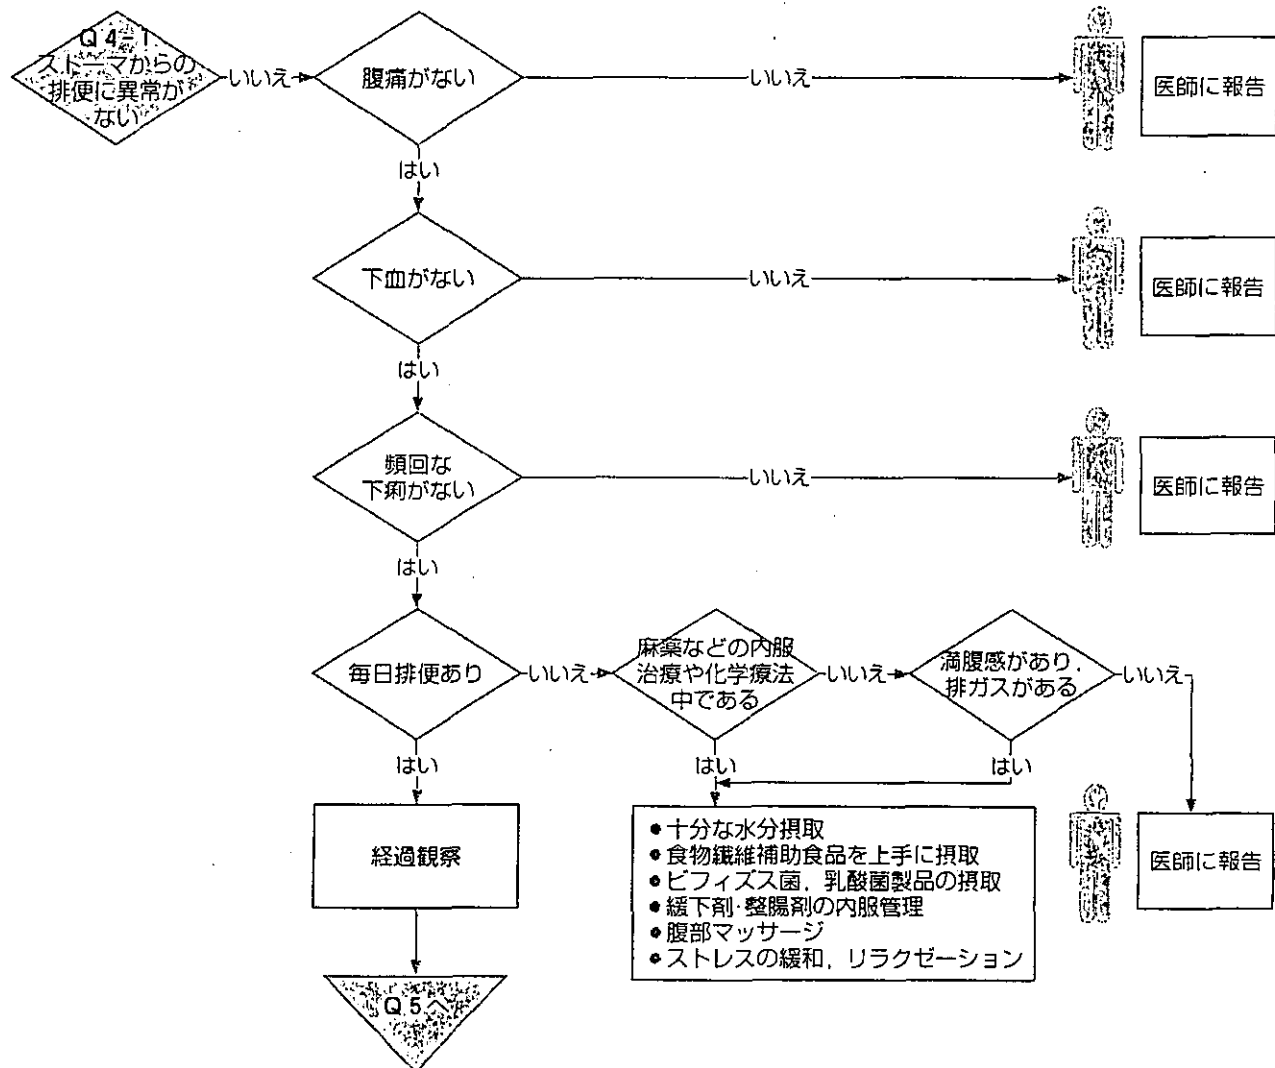 Q 4-1
ストーマからの
排便に異常が
ない
いいえ
腹痛がない
いいえ
医師に報告
はい
下血がない
いいえ
医師に報告
はい
頻回な
下痢がない
いいえ
医師に報告
はい
毎日排便あり
いいえ
麻薬などの内服
治療や化学療法
中である
いいえ
満腹感があり，
排ガスがある
いいえ
はい
はい
はい
経過観察
●十分な水分摂取
●食物繊維補助食品を上手に摂取
●ビフィズス菌，乳酸菌製品の摂取
●緩下剤・整腸剤の内服管理
●腹部マッサージ
●ストレスの緩和，リラクゼーション
医師に報告
Q 5 へ